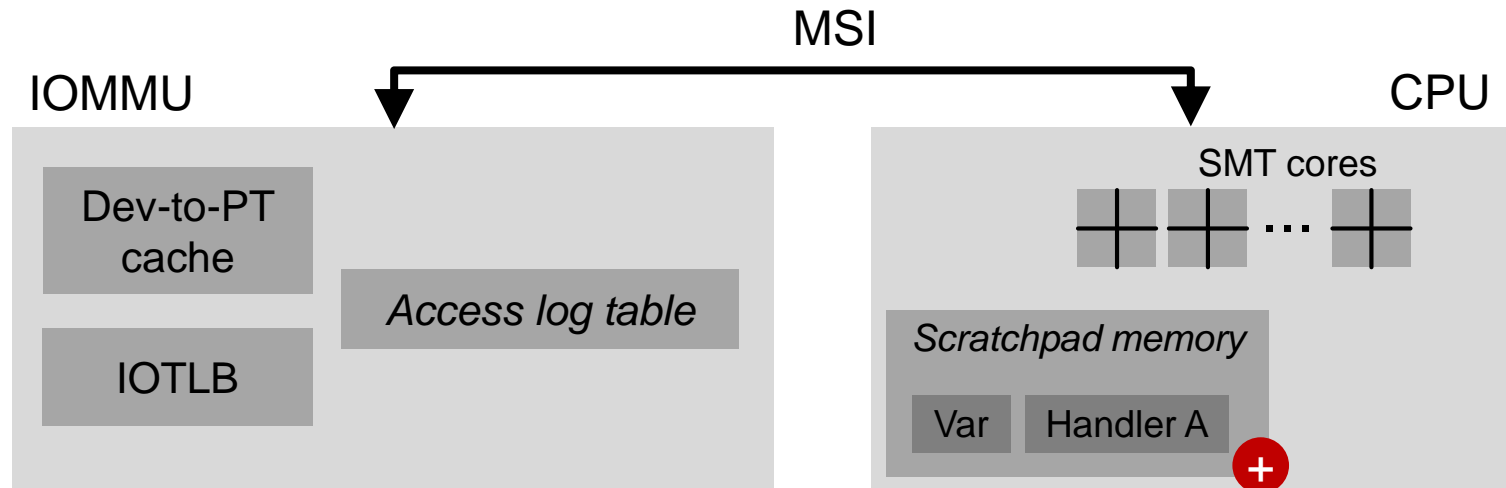 MSI
IOMMU
CPU
Dev-to-PT
cache
IOTLB
Access log table
SMT cores
...
Scratchpad memory
Var
Handler A
+